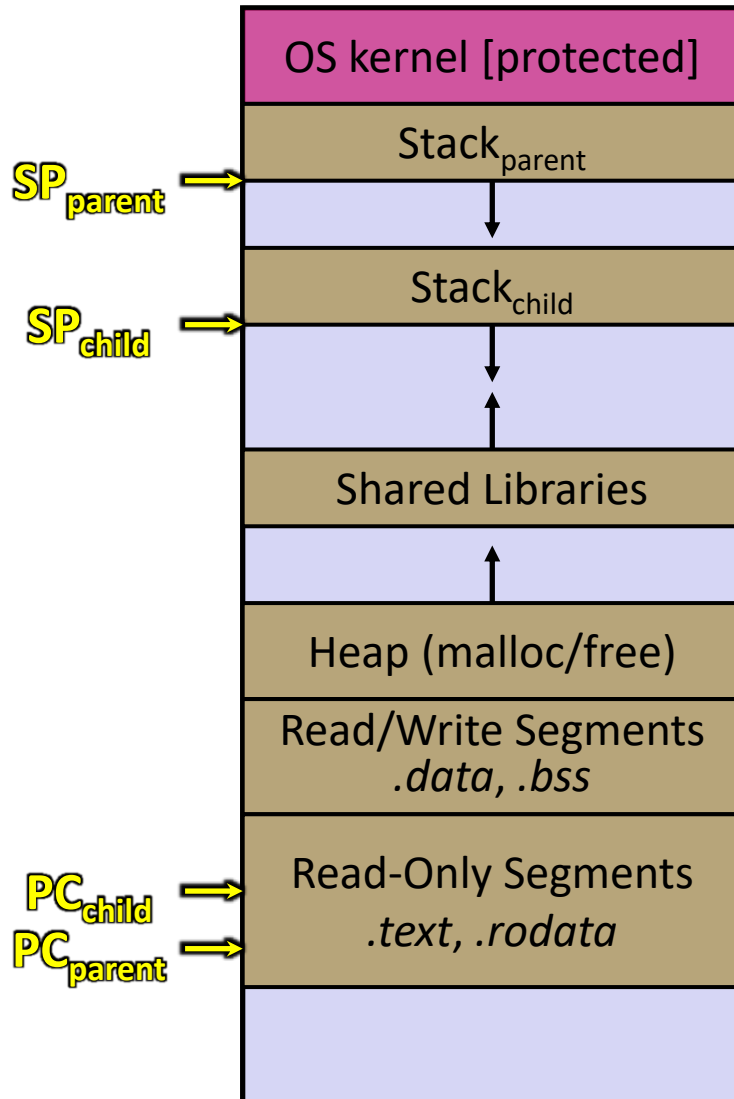 OS kernel [protected]
Stackparent
SPparent
Stackchild
SPchild
Shared Libraries
Heap (malloc/free)
Read/Write Segments
.data, .bss
Read-Only Segments
PCchild
.text, .rodata
PCparent